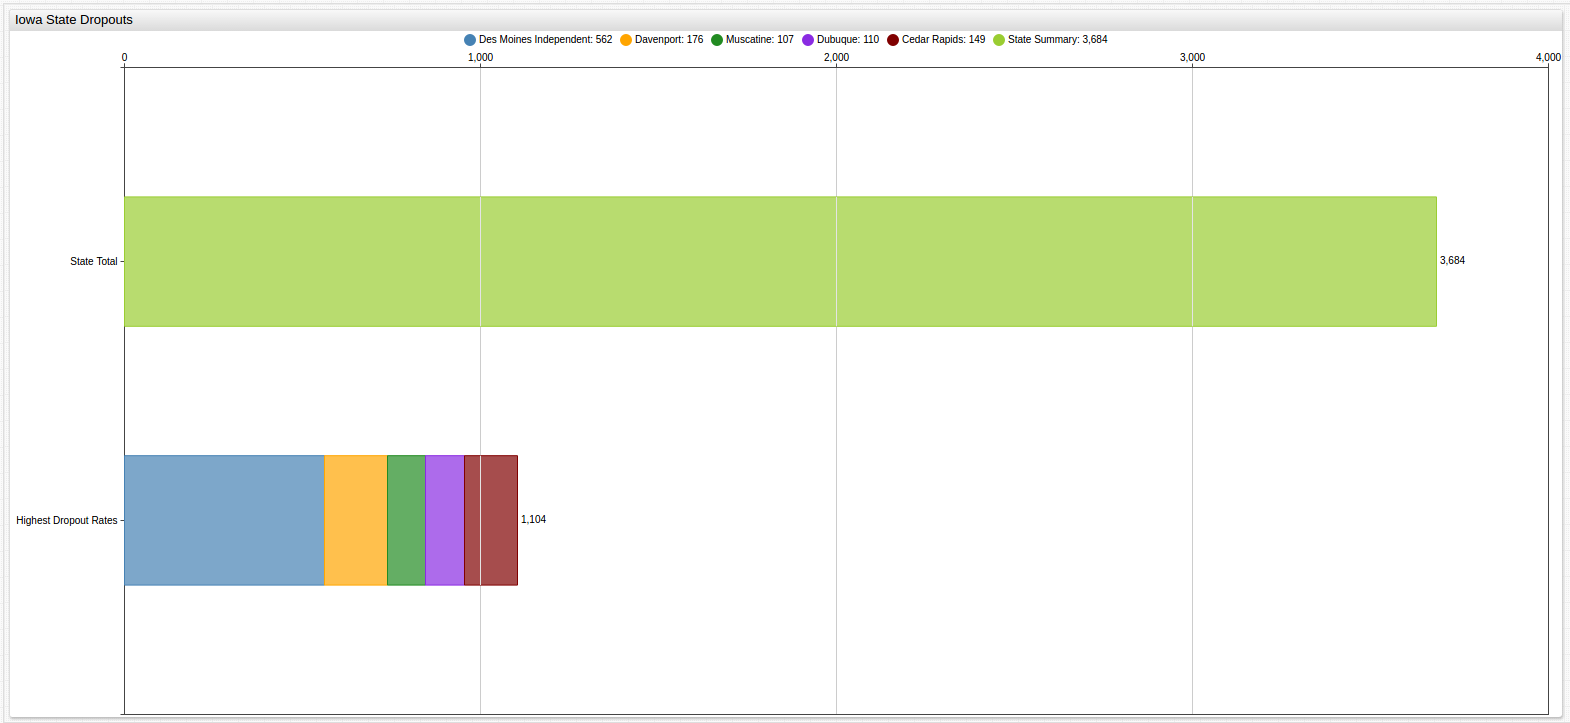 Iowa State Dropouts
Des Moines Independent: 562 Davenport: 176 Muscatine: 107 Dubuque: 110 Cedar Rapids: 149 State Summary: 3,684
0 1,000 2,000 3,000 4,000
State Total 3,684
Highest Dropout Rates 1,104